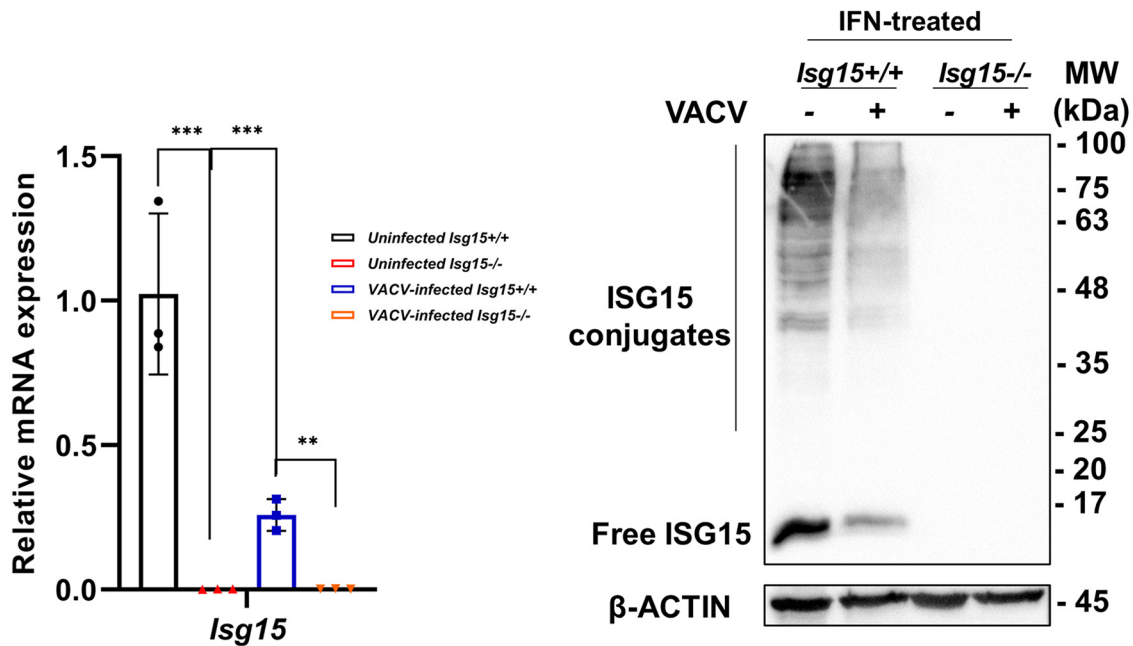 Relative mRNA expression
1.5
1.0
0.5
0.0
***
***
**
Uninfected Isg15+/+
Uninfected Isg15-/-
VACV-infected Isg15+/+
VACV-infected Isg15-/-
Isg15
IFN-treated
Isg15+/+ Isg15-/- MW
VACV - + - + (kDa)
- 100
- 75
- 63
- 48
- 35
- 25
- 20
- 17
ISG15
conjugates
Free ISG15
β-ACTIN - 45